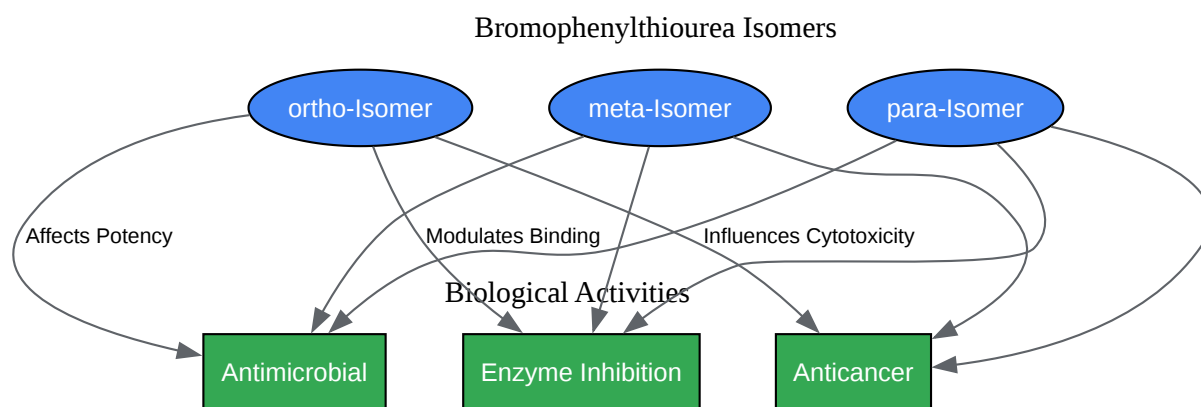 Bromophenylthiourea Isomers
ortho-Isomer
meta-Isomer
para-Isomer
Affects Potency
Modulates Binding
Influences Cytotoxicity
Biological Activities
Antimicrobial
Enzyme Inhibition
Anticancer